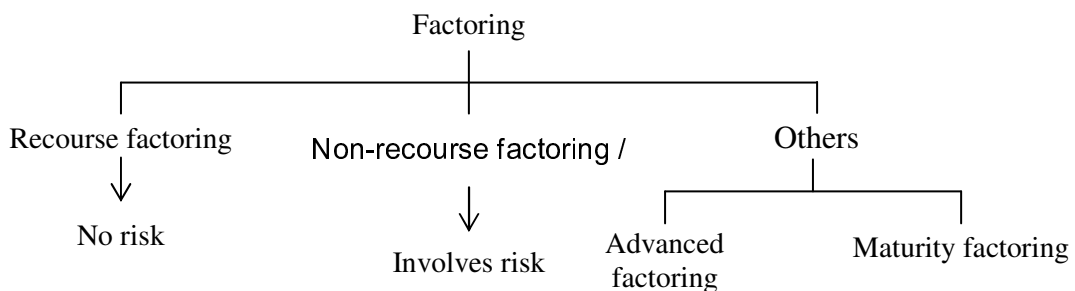 Factoring
Recourse factoring
Non-recourse factoring /
Others
No risk
Involves risk
Advanced
factoring
Maturity factoring